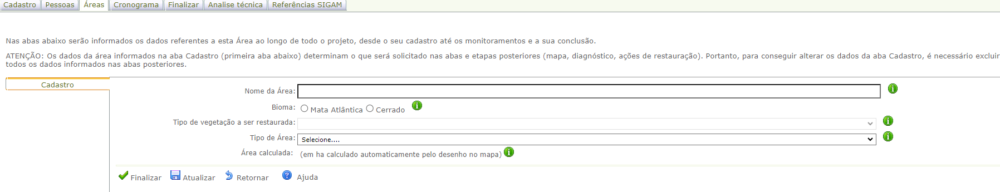 Cadastro Pessoas Áreas Cronograma Finalizar Analise técnica Referências SIGAM
Nas abas abaixo serão informados os dados referentes a esta Área ao longo de todo o projeto, desde o seu cadastro até os monitoramentos e a sua conclusão.
ATENÇÃO: Os dados da área informados na aba Cadastro (primeira aba abaixo) determinam o que será solicitado nas abas e etapas posteriores (mapa, diagnóstico, ações de restauração). Portanto, para conseguir alterar os dados da aba Cadastro, é necessário excluir
todos os dados informados nas abas posteriores.
Cadastro
Nome da Área:
Bioma: Mata Atlântica Cerrado
Tipo de vegetação a ser restaurada:
Tipo de Área: Selecione....
Área calculada: (em ha calculado automaticamente pelo desenho no mapa)
Finalizar Atualizar Retornar Ajuda